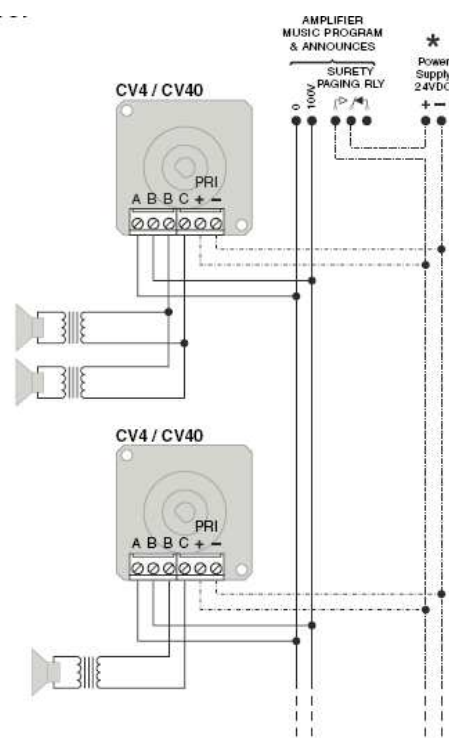 AMPLIFIER
MUSIC PROGRAM
& ANNOUNCES
*
Power
Supply
24VDC
SURETY
PAGING RLY
0
100V
+ −
CV4 / CV40
PRI
A B B C + −
CV4 / CV40
PRI
A B B C + −